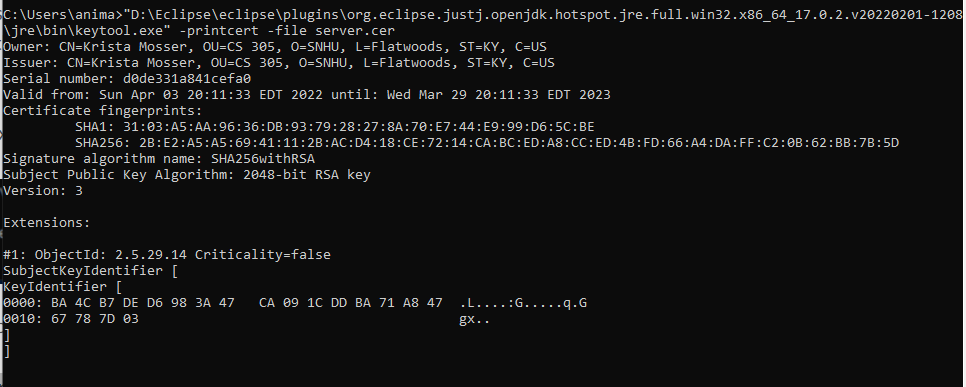 C:\Users\anima>"D:\Eclipse\eclipse\plugins\org.eclipse.justj.openjdk.hotspot.jre.full.win32.x86_64_17.0.2.v20220201-1208
\jre\bin\keytool.exe" -printcert -file server.cer
Owner: CN=Krista Mosser, OU=CS 305, O=SNHU, L=Flatwoods, ST=KY, C=US
Issuer: CN=Krista Mosser, OU=CS 305, O=SNHU, L=Flatwoods, ST=KY, C=US
Serial number: d0de331a841cefa0
Valid from: Sun Apr 03 20:11:33 EDT 2022 until: Wed Mar 29 20:11:33 EDT 2023
Certificate fingerprints:
         SHA1: 31:03:A5:AA:96:36:DB:93:79:28:27:8A:70:E7:44:E9:99:D6:5C:BE
         SHA256: 2B:E2:A5:A5:69:41:11:2B:AC:D4:18:CE:72:14:CA:BC:ED:A8:CC:ED:4B:FD:66:A4:DA:FF:C2:0B:62:BB:7B:5D
Signature algorithm name: SHA256withRSA
Subject Public Key Algorithm: 2048-bit RSA key
Version: 3
Extensions:
#1: ObjectId: 2.5.29.14 Criticality=false
SubjectKeyIdentifier [
KeyIdentifier [
0000: BA 4C B7 DE D6 98 3A 47   CA 09 1C DD BA 71 A8 47  .L....:G.....q.G
0010: 67 78 7D 03                                        gx..
]
]